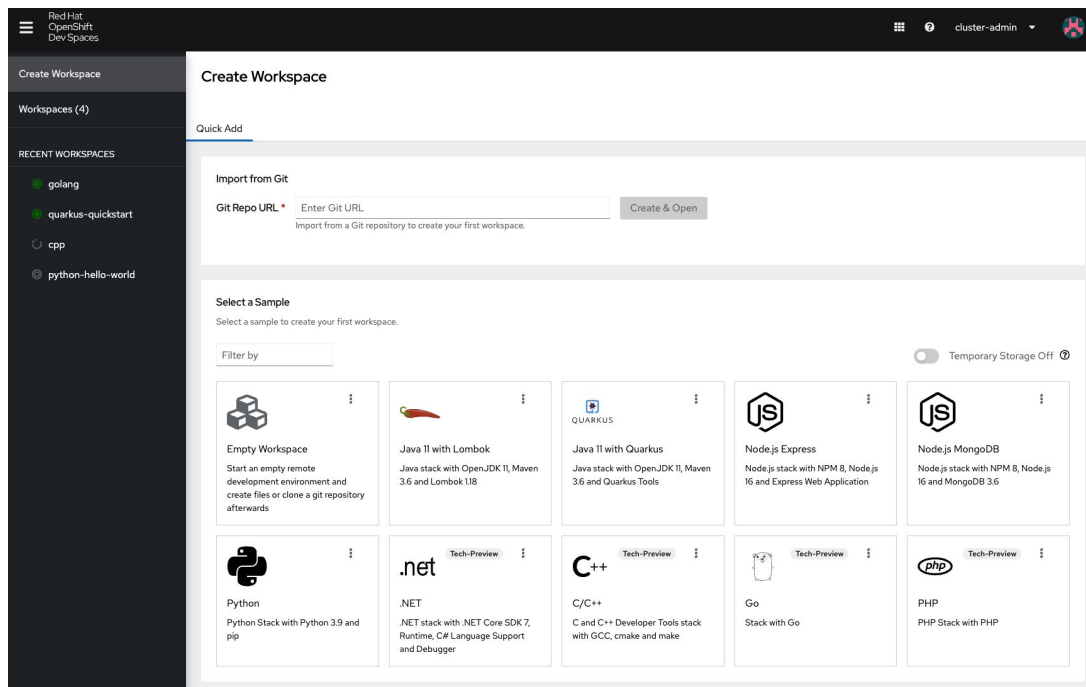 Red Hat
OpenShift
Dev Spaces
cluster-admin
Create Workspace
Workspaces (4)
RECENT WORKSPACES
golang
quarkus-quickstart
cpp
python-hello-world
Create Workspace
Quick Add
Import from Git
Git Repo URL *
Enter Git URL
Create & Open
Import from a Git repository to create your first workspace.
Select a Sample
Select a sample to create your first workspace.
Filter by
Temporary Storage Off
Empty Workspace
Start an empty remote
development environment and
create files or clone a git repository
afterwards
Java 11 with Lombok
Java stack with OpenJDK 11, Maven
3.6 and Lombok 1.18
QUARKUS
Java 11 with Quarkus
Java stack with OpenJDK 11, Maven
3.6 and Quarkus Tools
JS
Node.js Express
Node.js stack with NPM 8, Node.js
16 and Express Web Application
JS
Node.js MongoDB
Node.js stack with NPM 8, Node.js
16 and MongoDB 3.6
Python
Python Stack with Python 3.9 and
pip
.net
Tech-Preview
.NET
.NET stack with .NET Core SDK 7,
Runtime, C# Language Support
and Debugger
C++
Tech-Preview
C/C++
C and C++ Developer Tools stack
with GCC, cmake and make
Tech-Preview
Go
Stack with Go
php
Tech-Preview
PHP
PHP Stack with PHP